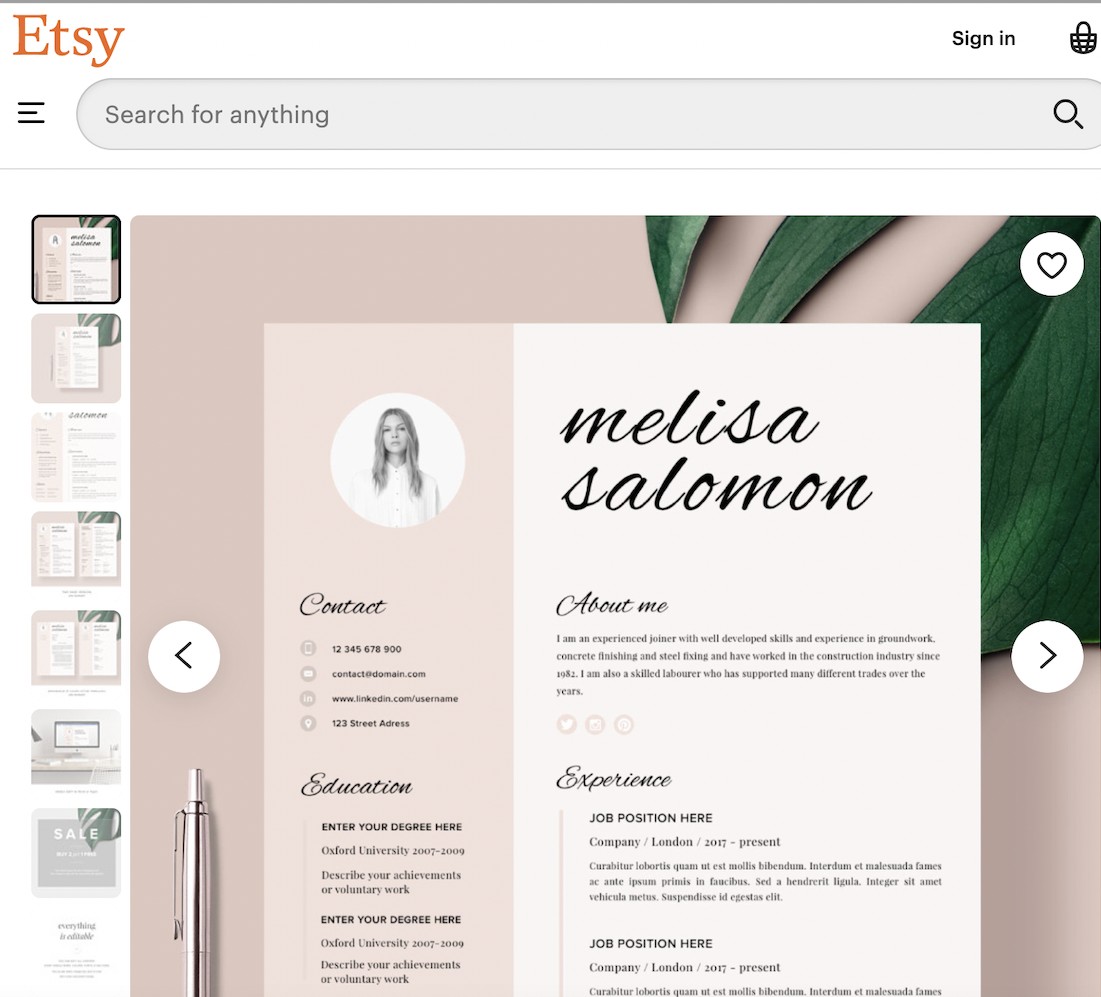 Etsy
Sign in
Search for anything
melisa
salomon
melisa
salomon
salomon
SALE
everything
is editable
Contact
12 345 678 900
contact@domain.com
www.linkedin.com/username
123 Street Adress
Education
ENTER YOUR DEGREE HERE
Oxford University 2007-2009
Describe your achievements
or voluntary work
ENTER YOUR DEGREE HERE
Oxford University 2007-2009
Describe your achievements
or voluntary work
About me
I am an experienced joiner with well developed skills and experience in groundwork,
concrete finishing and steel fixing and have worked in the construction industry since
1982. I am also a skilled labourer who has supported many different trades over the
years.
Experience
JOB POSITION HERE
Company / London / 2017 - present
Curabitur lobortis quam ut est mollis bibendum. Interdum et malesuada fames
ac ante ipsum primis in faucibus. Sed a hendrerit ligula. Integer sit amet
vehicula metus. Suspendisse id egestas elit.
JOB POSITION HERE
Company / London / 2017 - present
Curabitur lobortis quam ut est mollis bibendum. Interdum et malesuada fames